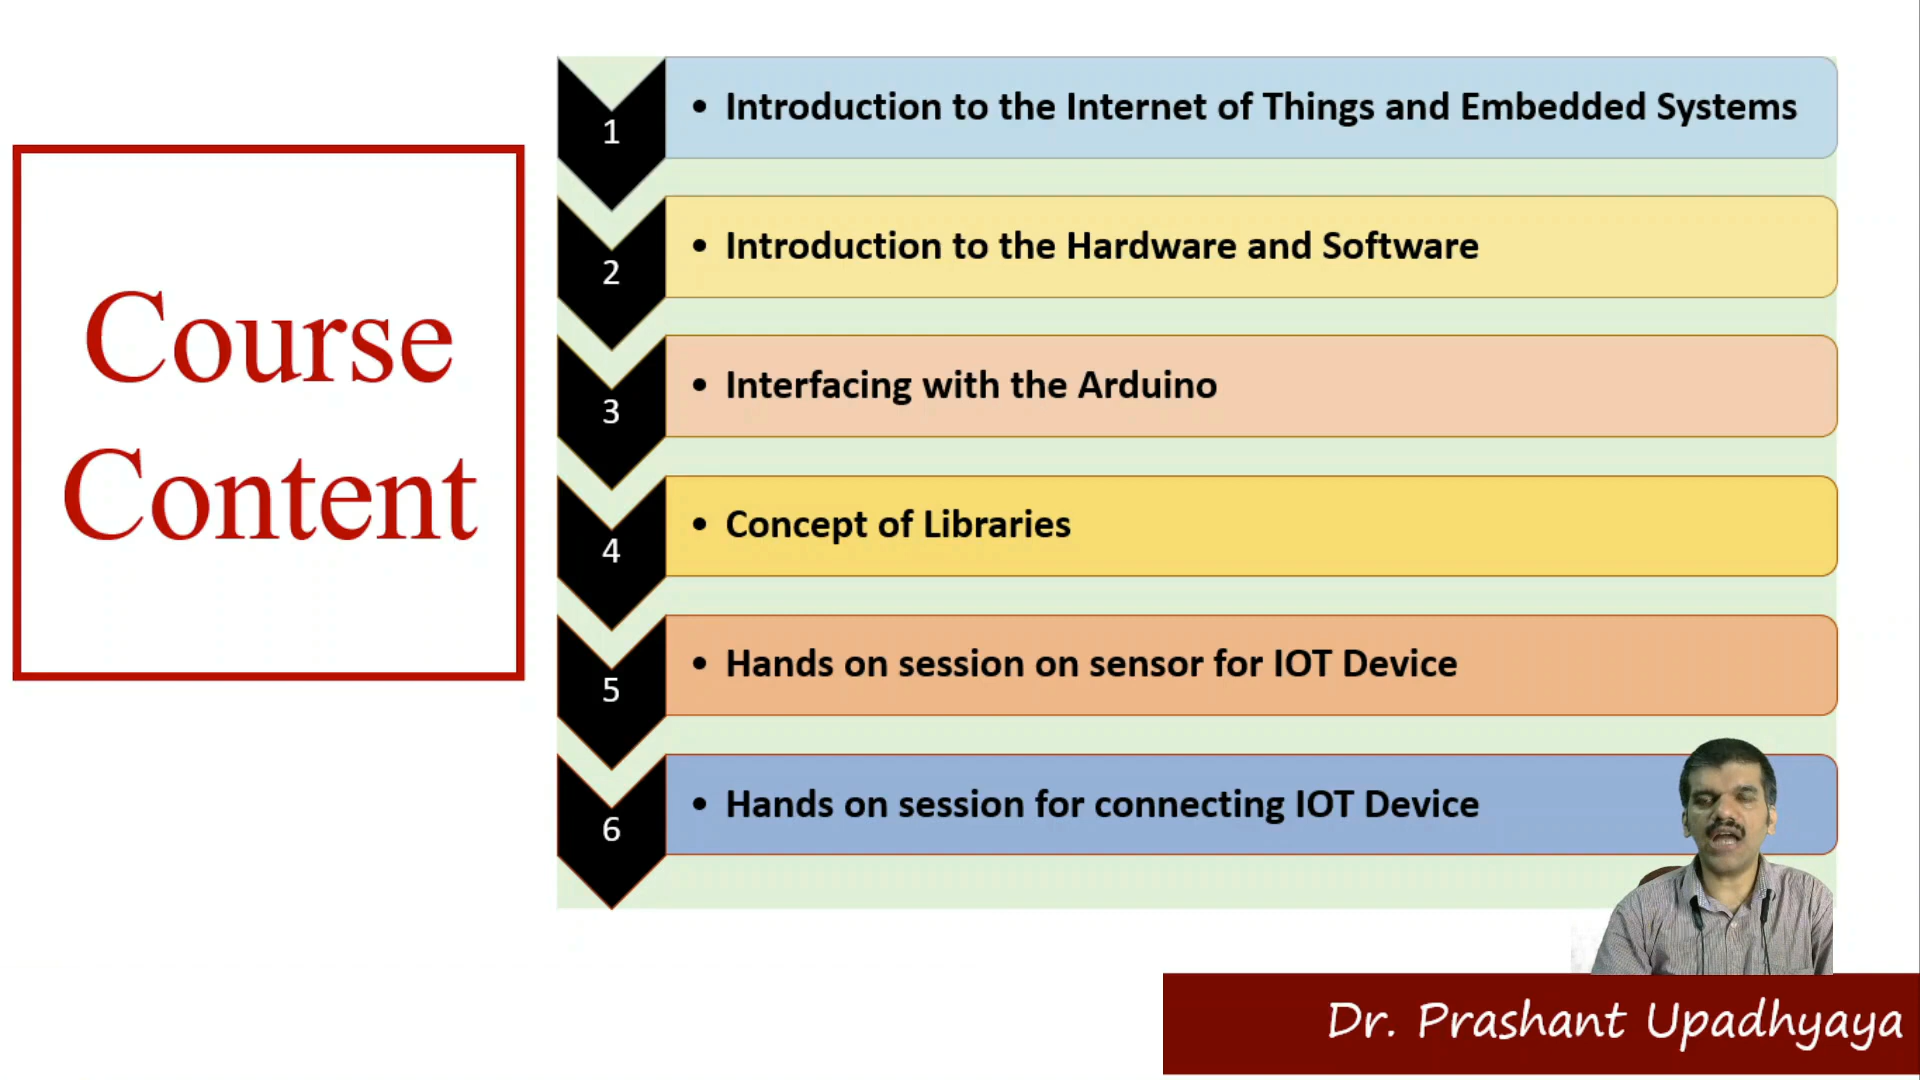 Course
Content
1
• Introduction to the Internet of Things and Embedded Systems
2
• Introduction to the Hardware and Software
3
• Interfacing with the Arduino
4
• Concept of Libraries
5
• Hands on session on sensor for IOT Device
6
• Hands on session for connecting IOT Device
Dr. Prashant Upadhyaya